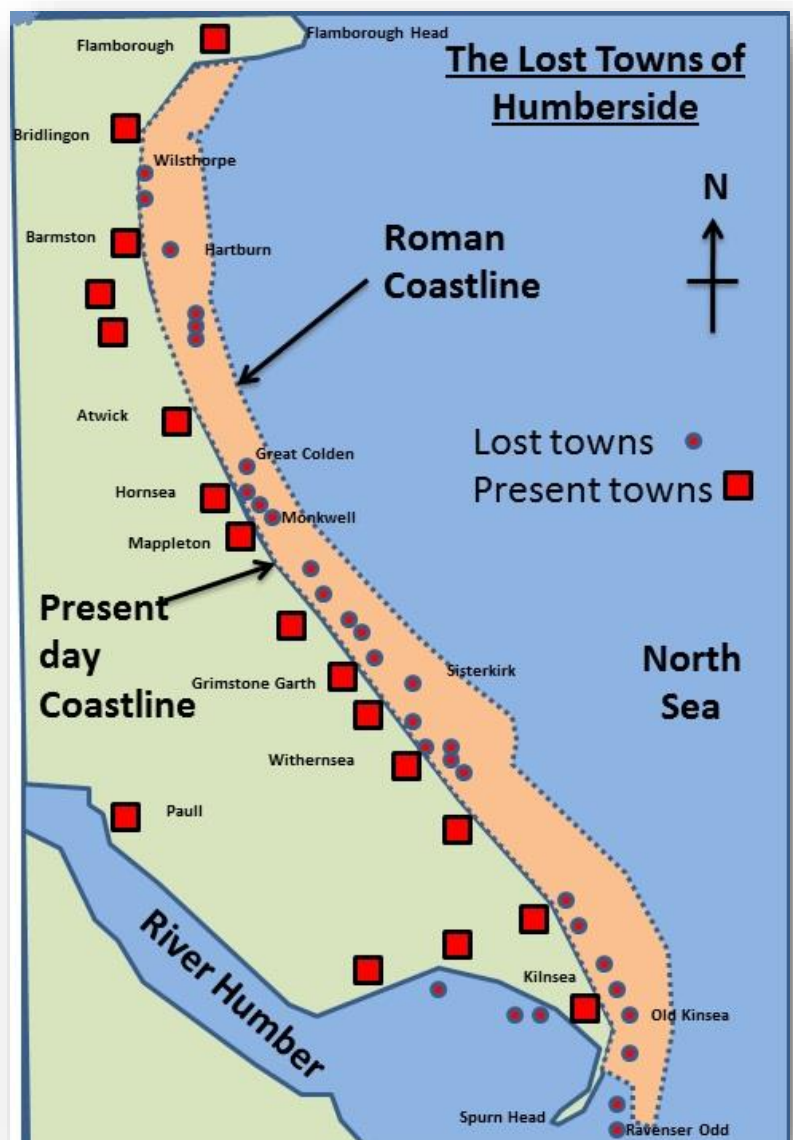 Flamborough
Flamborough Head
The Lost Towns of
Humberside
Bridlingon
Wilsthorpe
N
Barmston
Hartburn
Roman
Coastline
Atwick
Lost towns
Great Colden
Present towns
Hornsea
Monkwell
Mappleton
Present
day
Coastline
North
Sea
Sisterkirk
Grimstone Garth
Withernsea
Paull
River Humber
Kilnsea
Old Kinsea
Spurn Head
Ravenser Odd